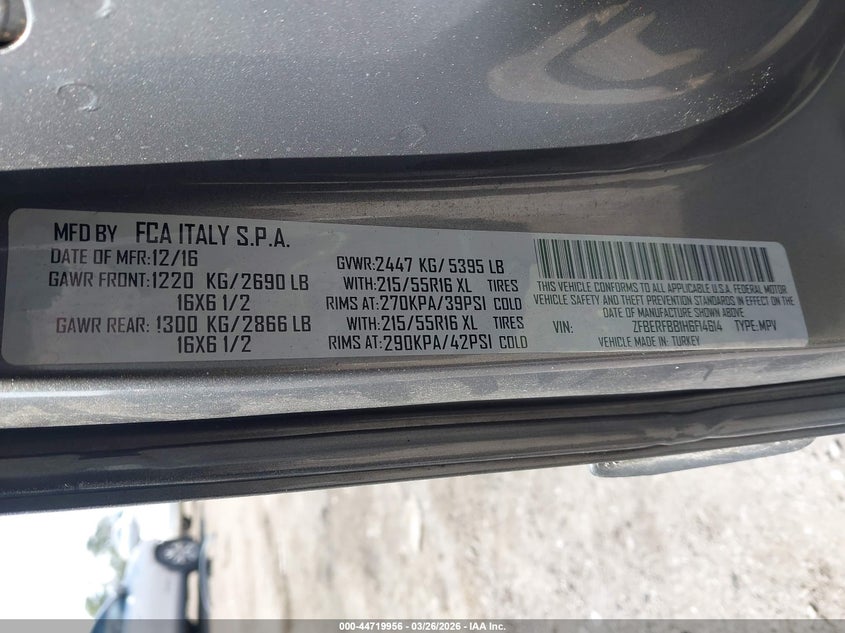 MFD BY FCA ITALY S.P.A.
DATE OF MFR:12/16 GVWR:2447 KG/ 5395 LB
GAWR FRONT:1220 KG/2690 LB WITH:215/55R16 XL TIRES
16X6 1/2 RIMS AT:270KPA/39PSI COLD
GAWR REAR: 1300 KG/2866 LB WITH:215/55R16 XL TIRES
16X6 1/2 RIMS AT:290KPA/42PSI COLD
THIS VEHICLE CONFORMS TO ALL APPLICABLE U.S.A. FEDERAL MOTOR
VEHICLE SAFETY AND THEFT PREVENTION STANDARDS IN EFFECT ON THE
DATE OF MANUFACTURE SHOWN ABOVE
VIN: ZFBERFBB1H6F14614 TYPE:MPV
VEHICLE MADE IN: TURKEY
000-44719956 - 03/26/2026 - IAA Inc.